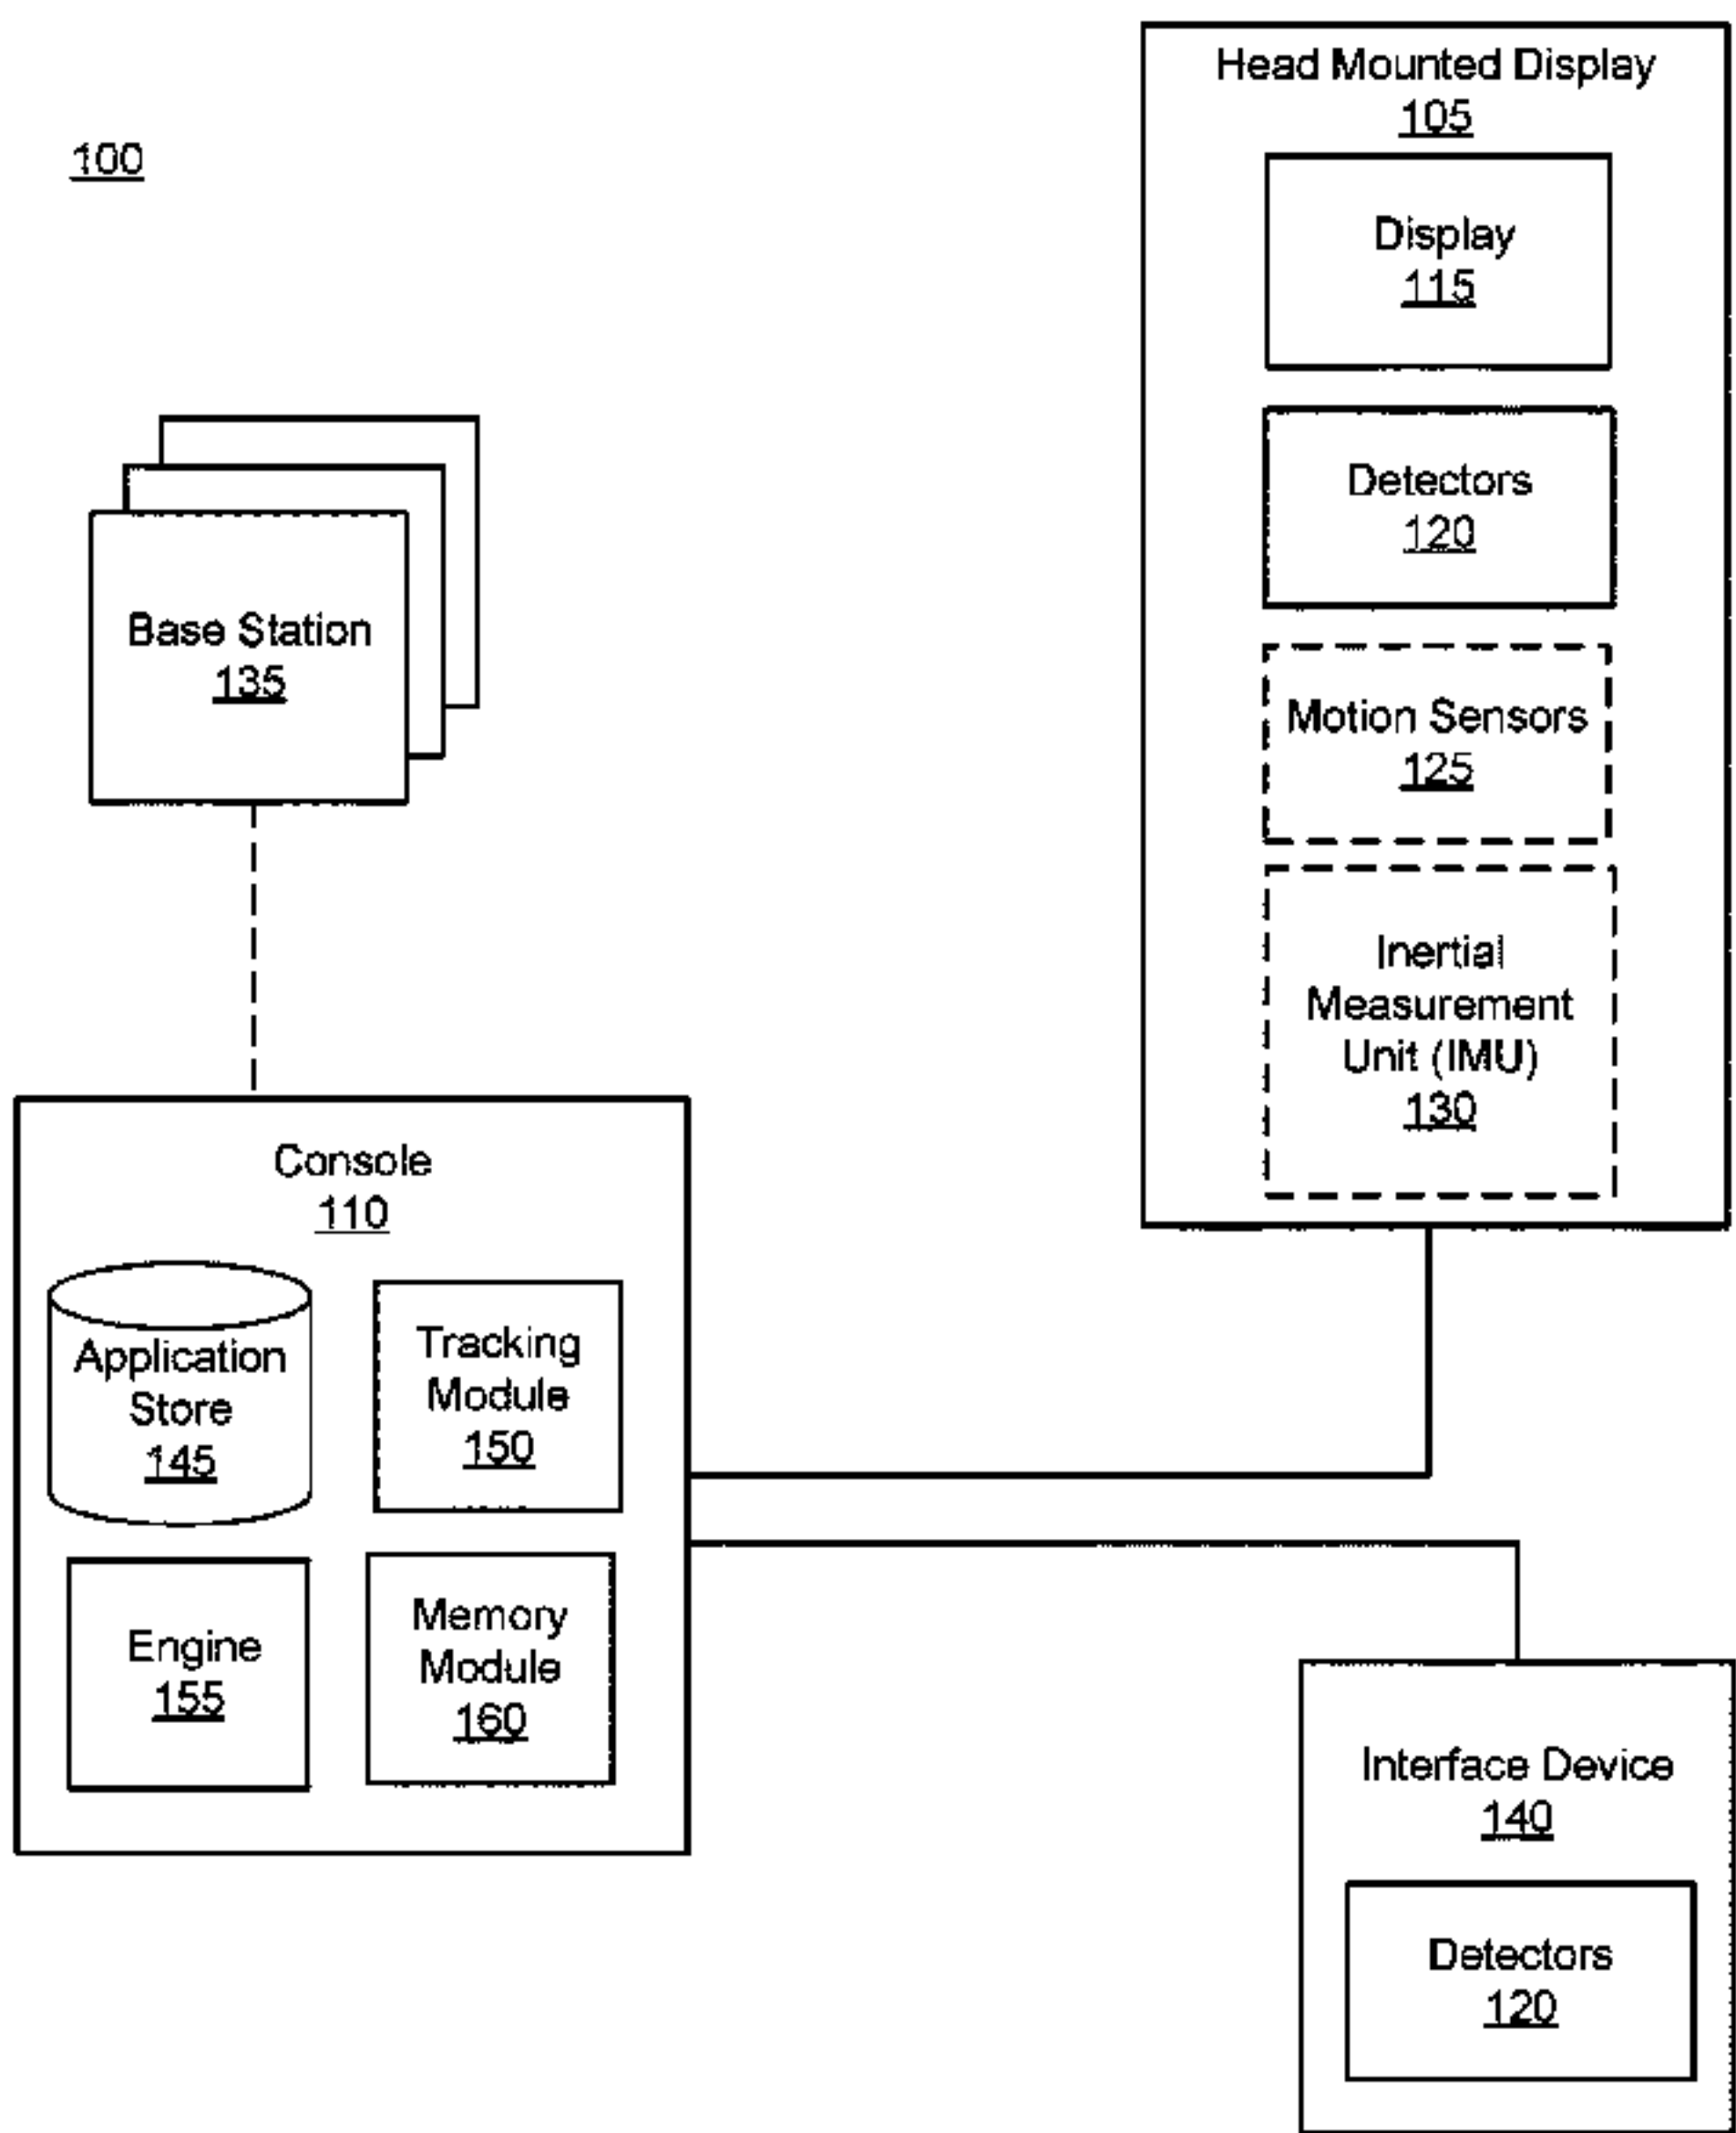 100
Head Mounted Display
105
Display
115
Detectors
120
Motion Sensors
125
Inertial
Measurement
Unit (IMU)
130
Base Station
135
Console
110
Application
Store
145
Tracking
Module
150
Engine
155
Memory
Module
160
Interface Device
140
Detectors
120